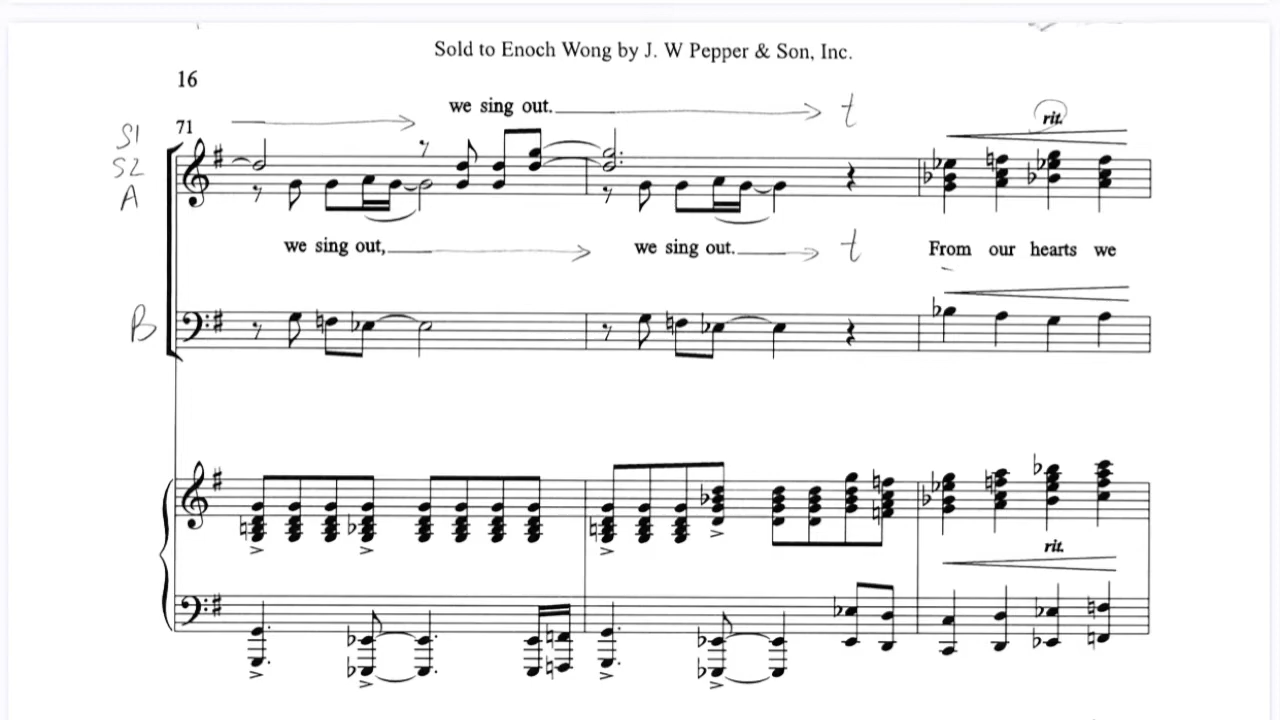 Sold to Enoch Wong by J. W Pepper & Son, Inc.
16
we sing out. t
71
rit.
S1
S2
A
we sing out, we sing out. t From our hearts we
B
rit.